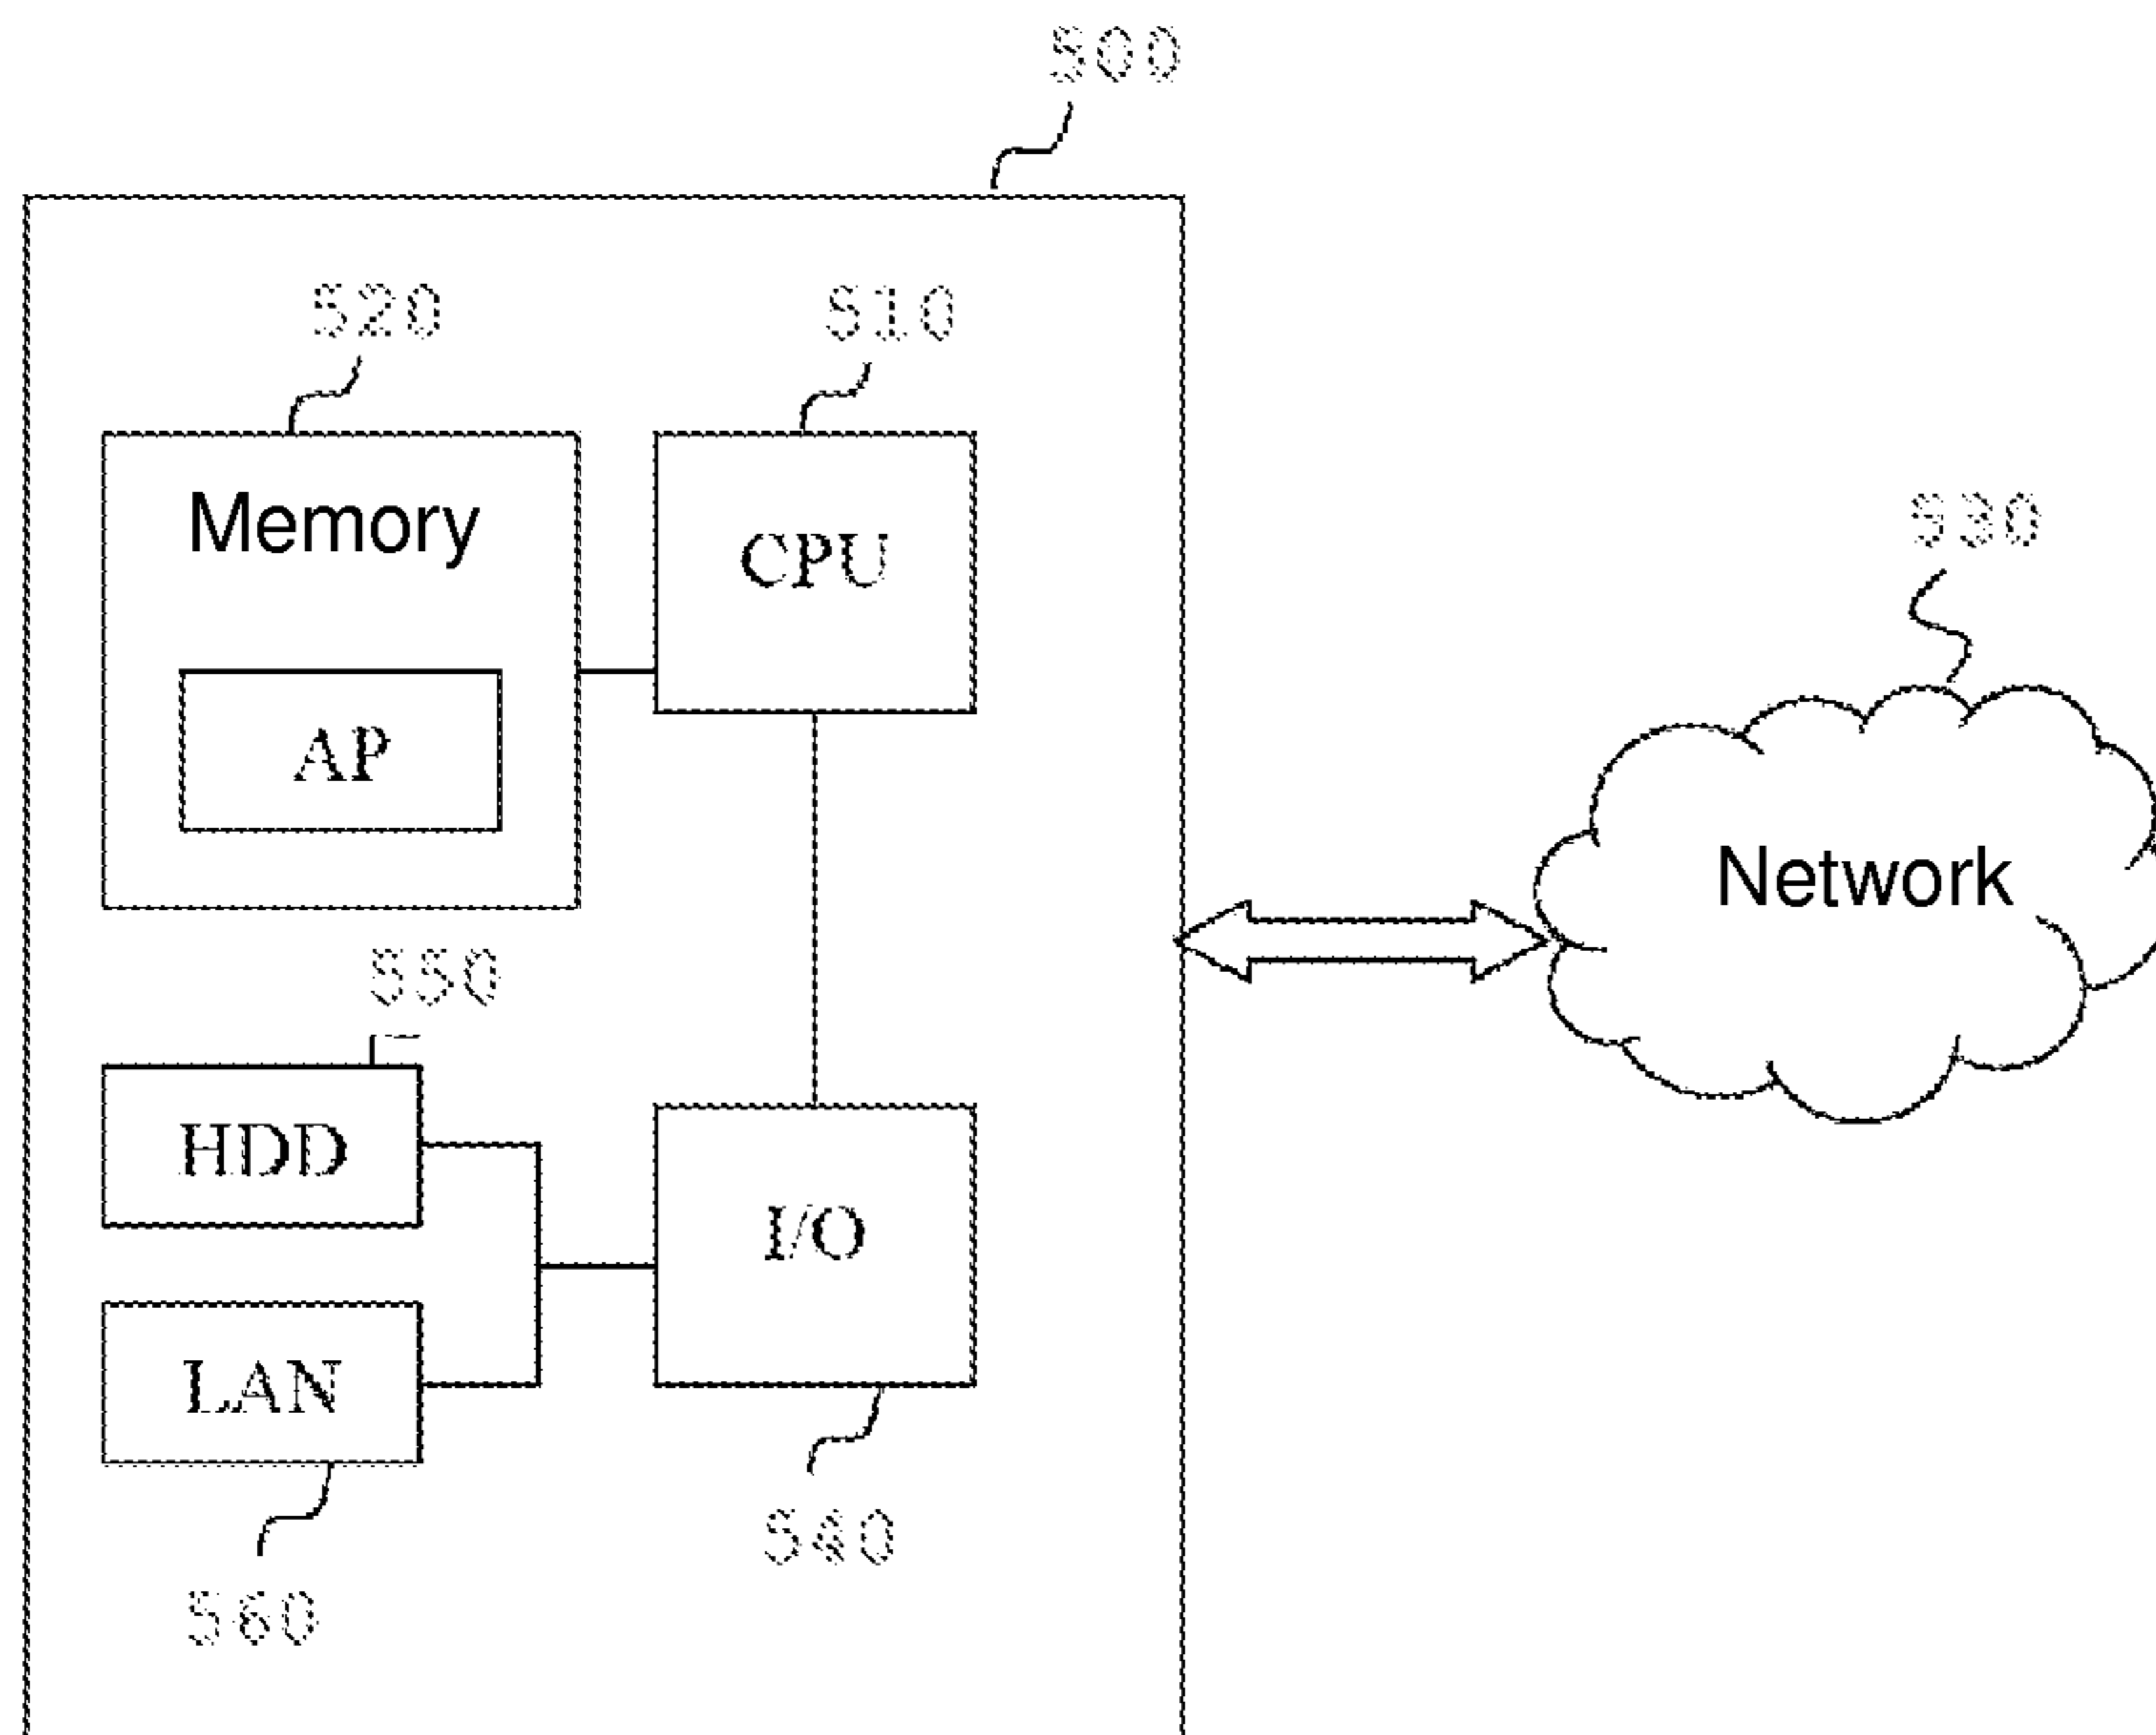 500
520
510
Memory
CPU
530
AP
Network
550
HDD
I/O
LAN
540
560